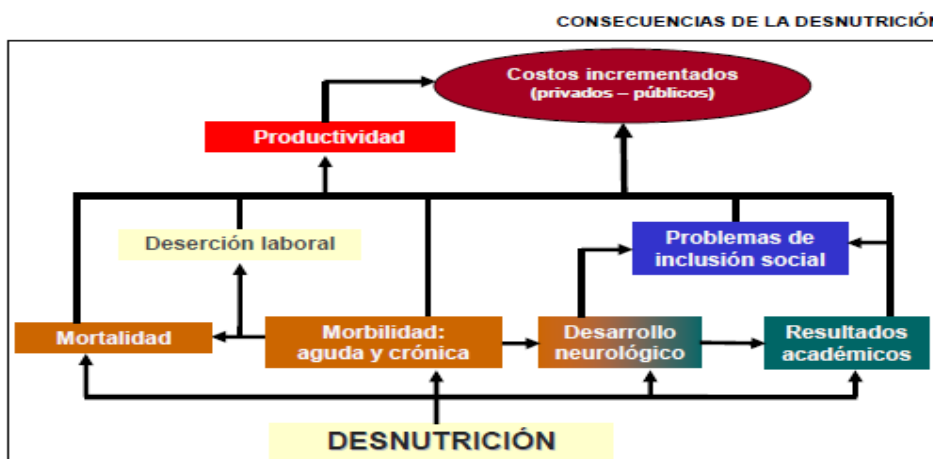 CONSECUENCIAS DE LA DESNUTRICIÓN
Costos incrementados
(privados – públicos)
Productividad
Deserción laboral
Problemas de
inclusión social
Mortalidad
Morbilidad:
aguda y crónica
Desarrollo
neurológico
Resultados
académicos
DESNUTRICIÓN